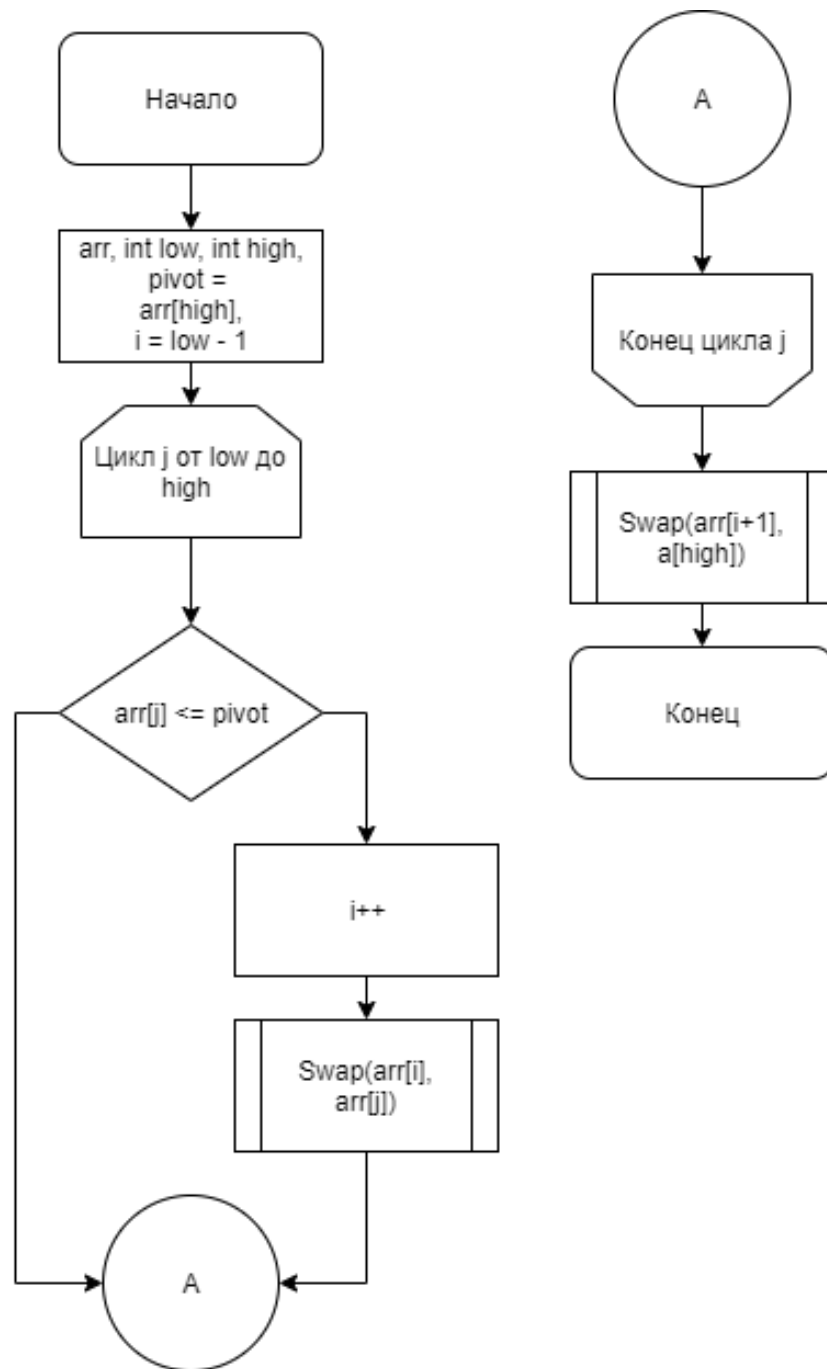 Начало
arr, int low, int high,
pivot =
arr[high],
i = low - 1
Цикл j от low до
high
arr[j] <= pivot
i++
Swap(arr[i],
arr[j])
A
A
Конец цикла j
Swap(arr[i+1],
a[high])
Конец